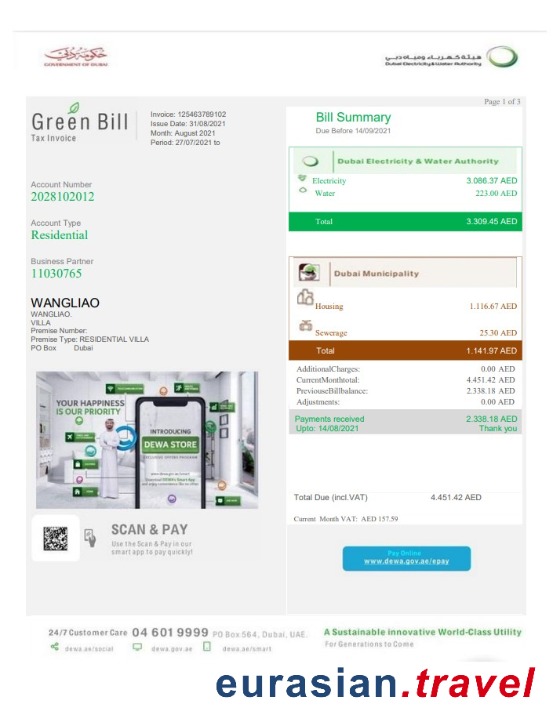 حكومة دبي
GOVERNMENT OF DUBAI
هيئة كهرباء ومياه دبي
Dubai Electricity & Water Authority
Page 1 of 3
Green Bill
Tax Invoice
Invoice: 125463789102
Issue Date: 31/08/2021
Month: August 2021
Period: 27/07/2021 to
Bill Summary
Due Before 14/09/2021
Dubai Electricity & Water Authority
Electricity 3.086.37 AED
Water 223.00 AED
Total 3.309.45 AED
Account Number
2028102012
Account Type
Residential
Business Partner
11030765
WANGLIAO
WANGLIAO.
VILLA
Premise Number:
Premise Type: RESIDENTIAL VILLA
PO Box Dubai
Dubai Municipality
Housing 1.116.67 AED
Sewerage 25.30 AED
Total 1.141.97 AED
AdditionalCharges: 0.00 AED
CurrentMonthtotal: 4.451.42 AED
PreviouseBillbalance: 2.338.18 AED
Adjustments: 0.00 AED
Payments received 2.338.18 AED
Upto: 14/08/2021 Thank you
YOUR HAPPINESS
IS OUR PRIORITY
INTRODUCING
DEWA STORE
Total Due (incl.VAT) 4.451.42 AED
Current Month VAT: AED 157.59
SCAN & PAY
Use the Scan & Pay in our
smart app to pay quickly!
Pay Online
www.dewa.gov.ae/epay
24/7 Customer Care 04 601 9999 PO Box 564, Dubai, UAE.
dewa.ae/social dewa.gov.ae dewa.ae/smart
A Sustainable innovative World-Class Utility
For Generations to Come
eurasian.travel